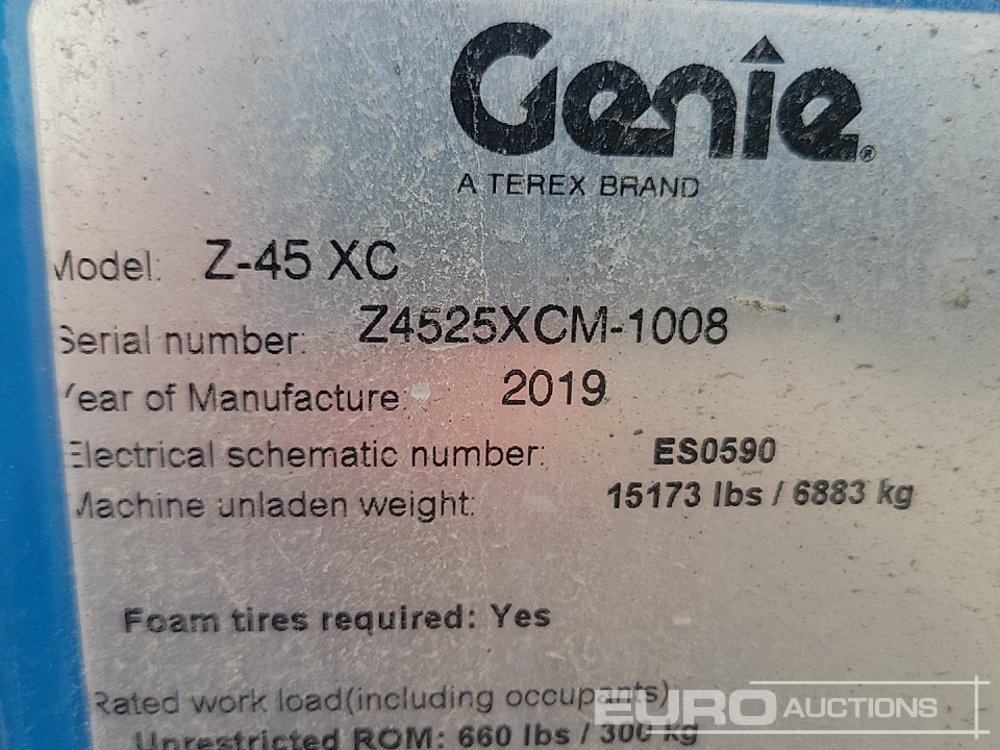 Genie®
A TEREX BRAND
Model: Z-45 XC
Serial number: Z4525XCM-1008
Year of Manufacture: 2019
Electrical schematic number: ES0590
Machine unladen weight: 15173 lbs / 6883 kg
Foam tires required: Yes
Rated work load(including occupants)
Unrestricted ROM: 660 lbs / 300 kg
EURO AUCTIONS